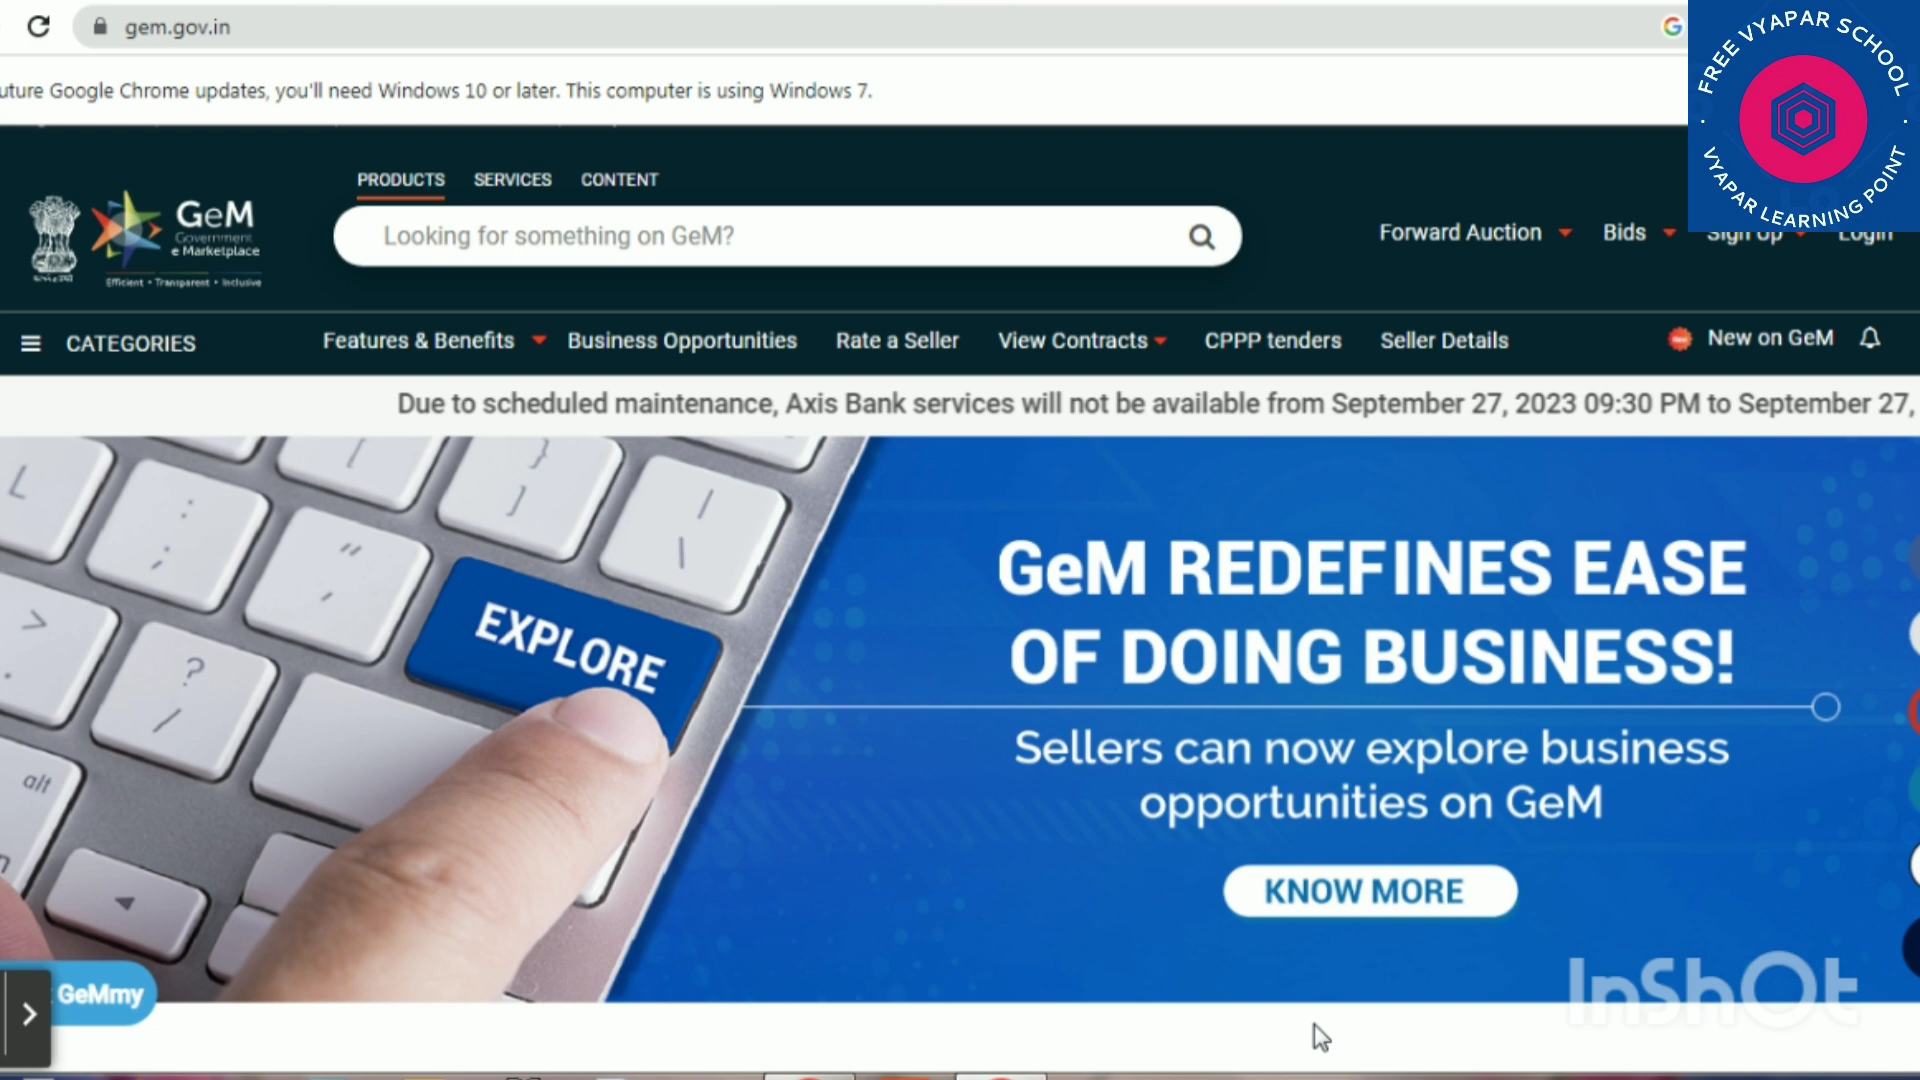 gem.gov.in
uture Google Chrome updates, you'll need Windows 10 or later. This computer is using Windows 7.
FREE VYAPAR SCHOOL
VYAPAR LEARNING POINT
PRODUCTS SERVICES CONTENT
GeM
Government
e Marketplace
Efficient • Transparent • Inclusive
Looking for something on GeM?
Forward Auction Bids Sign Up Login
CATEGORIES Features & Benefits Business Opportunities Rate a Seller View Contracts CPPP tenders Seller Details New on GeM
Due to scheduled maintenance, Axis Bank services will not be available from September 27, 2023 09:30 PM to September 27,
EXPLORE
alt
GeM REDEFINES EASE
OF DOING BUSINESS!
Sellers can now explore business
opportunities on GeM
KNOW MORE
GeMmy
InShOt